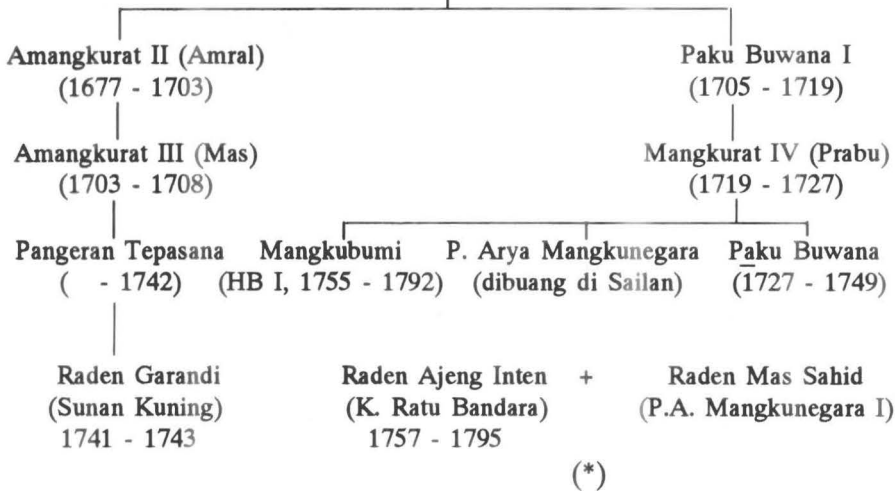 Amangkurat II (Amral) Paku Buwana I
(1677 - 1703) (1705 - 1719)
Amangkurat III (Mas) Mangkurat IV (Prabu)
(1703 - 1708) (1719 - 1727)
Pangeran Tepasana Mangkubumi P. Arya Mangkunegara Paku Buwana
( - 1742) (HB I, 1755 - 1792) (dibuang di Sailan) (1727 - 1749)
Raden Garandi Raden Ajeng Inten + Raden Mas Sahid
(Sunan Kuning) (K. Ratu Bandara) (P.A. Mangkunegara I)
1741 - 1743 1757 - 1795
(*)